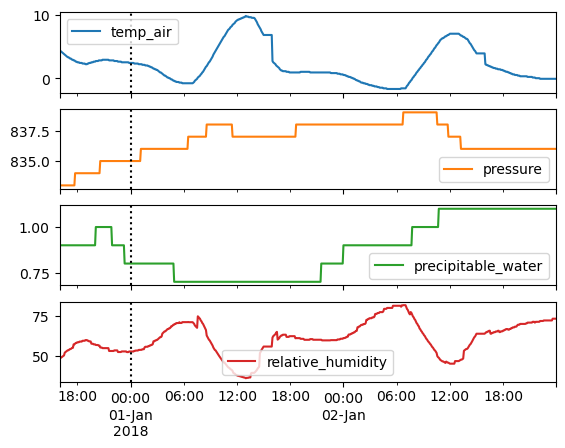 10
0
temp_air
837.5
835.0
pressure
1.00
0.75
precipitable_water
75
50
relative_humidity
18:00 00:00 06:00 12:00 18:00 00:00 06:00 12:00 18:00
01-Jan 02-Jan
2018